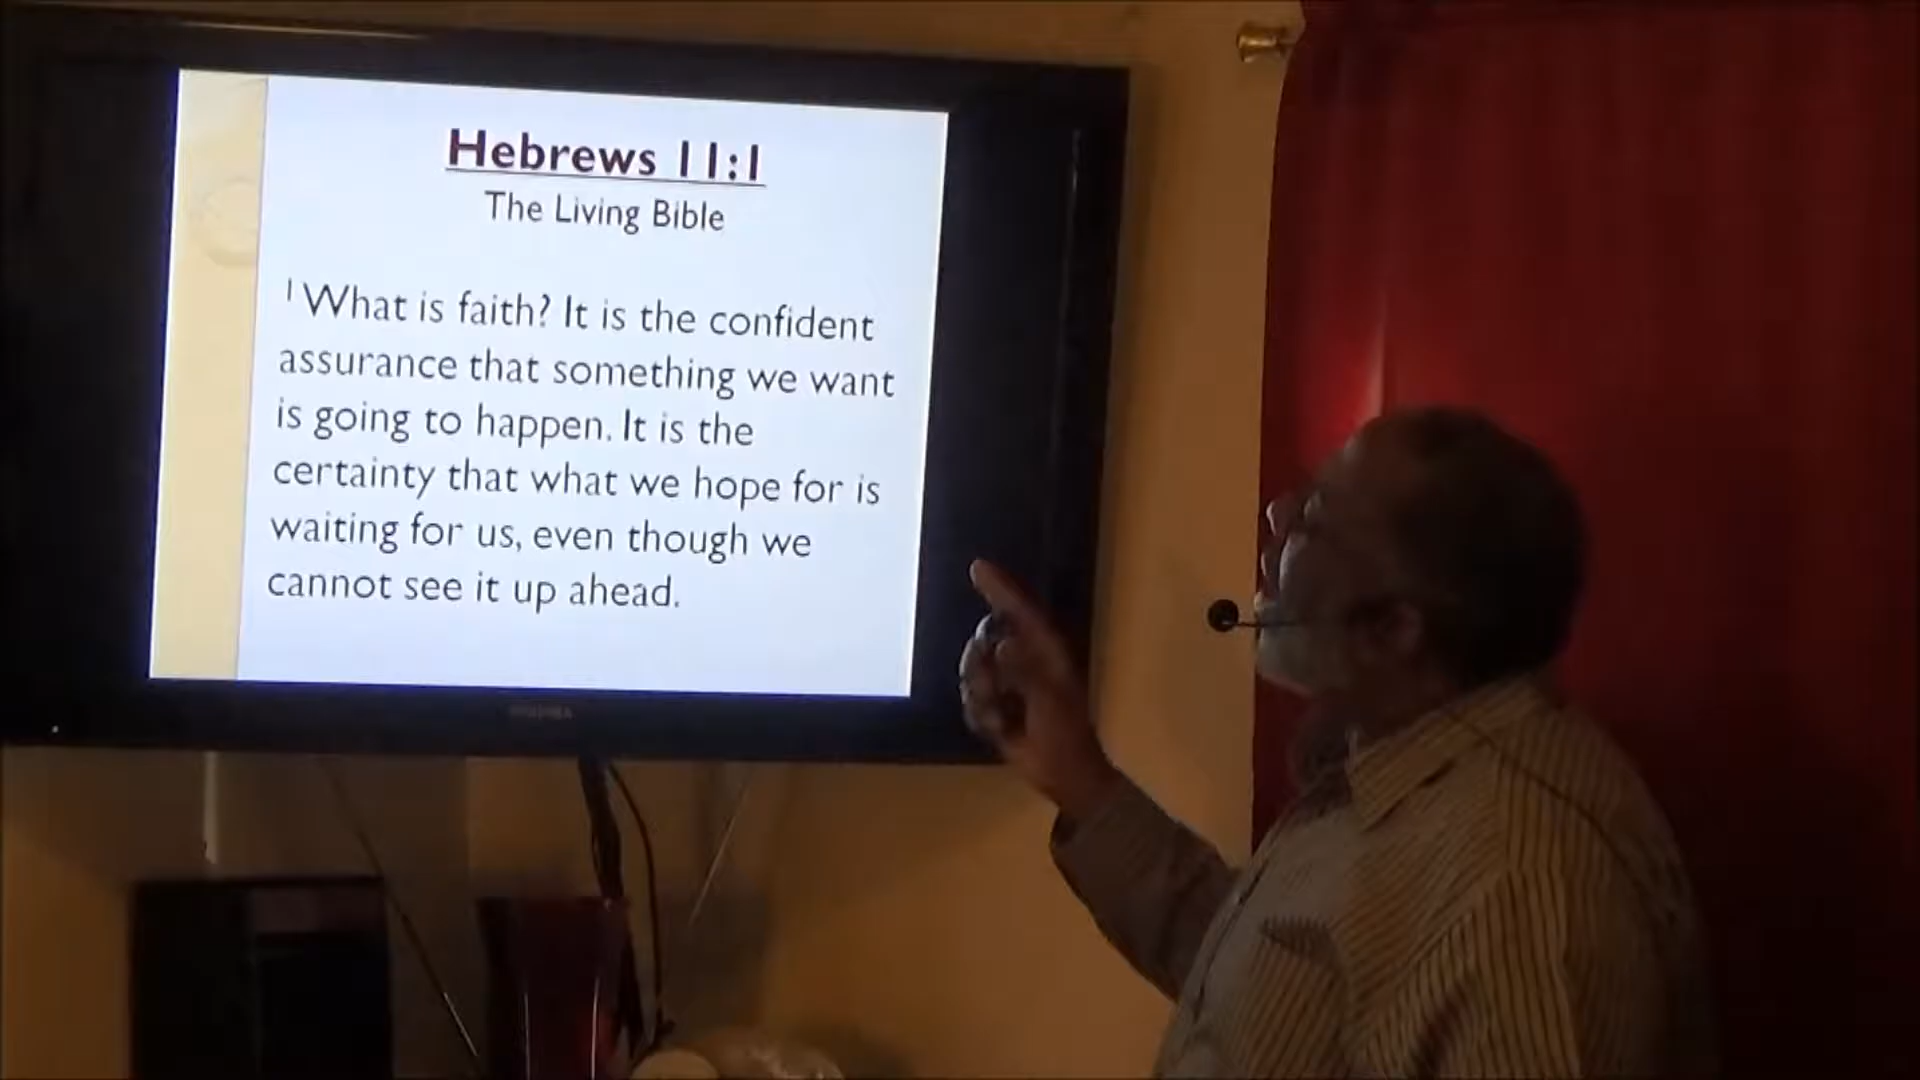 Hebrews 11:1
The Living Bible
1 What is faith? It is the confident
assurance that something we want
is going to happen. It is the
certainty that what we hope for is
waiting for us, even though we
cannot see it up ahead.